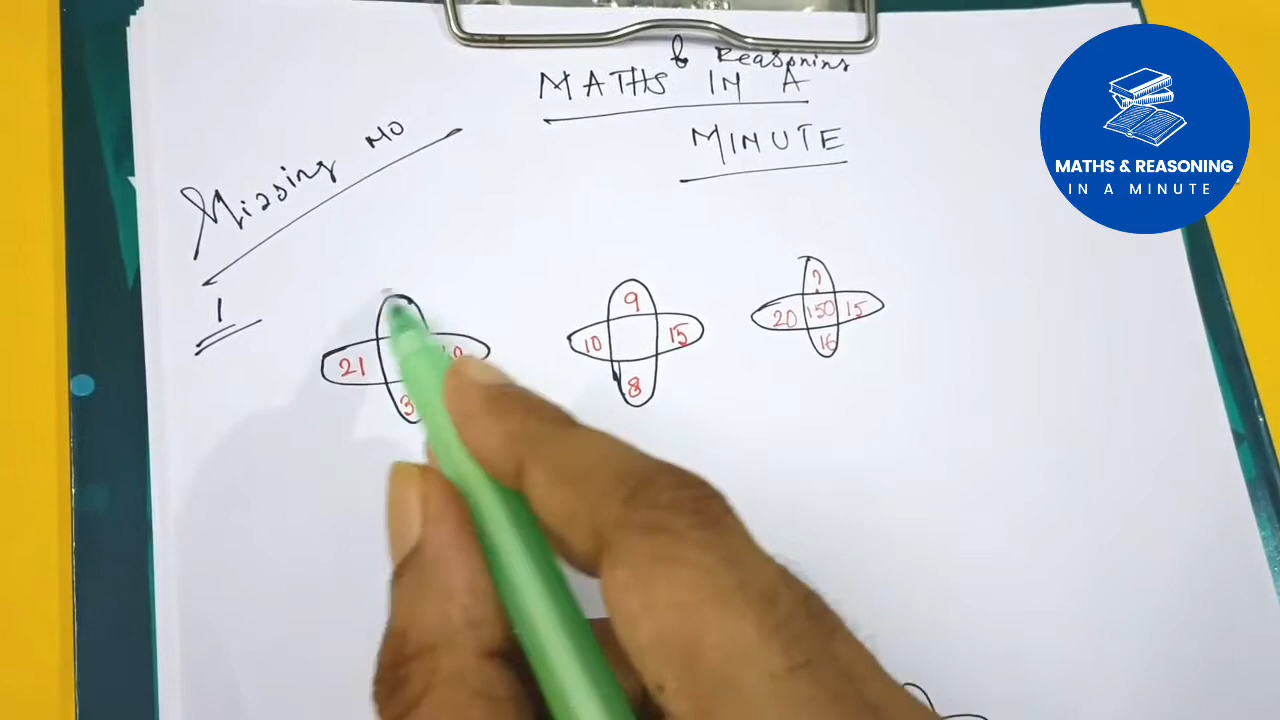 & Reasoning
MATHS IN A
MINUTE
MATHS & REASONING
IN A MINUTE
Missing NO
1
21
3
9
10 15
8
?
20 150 15
16